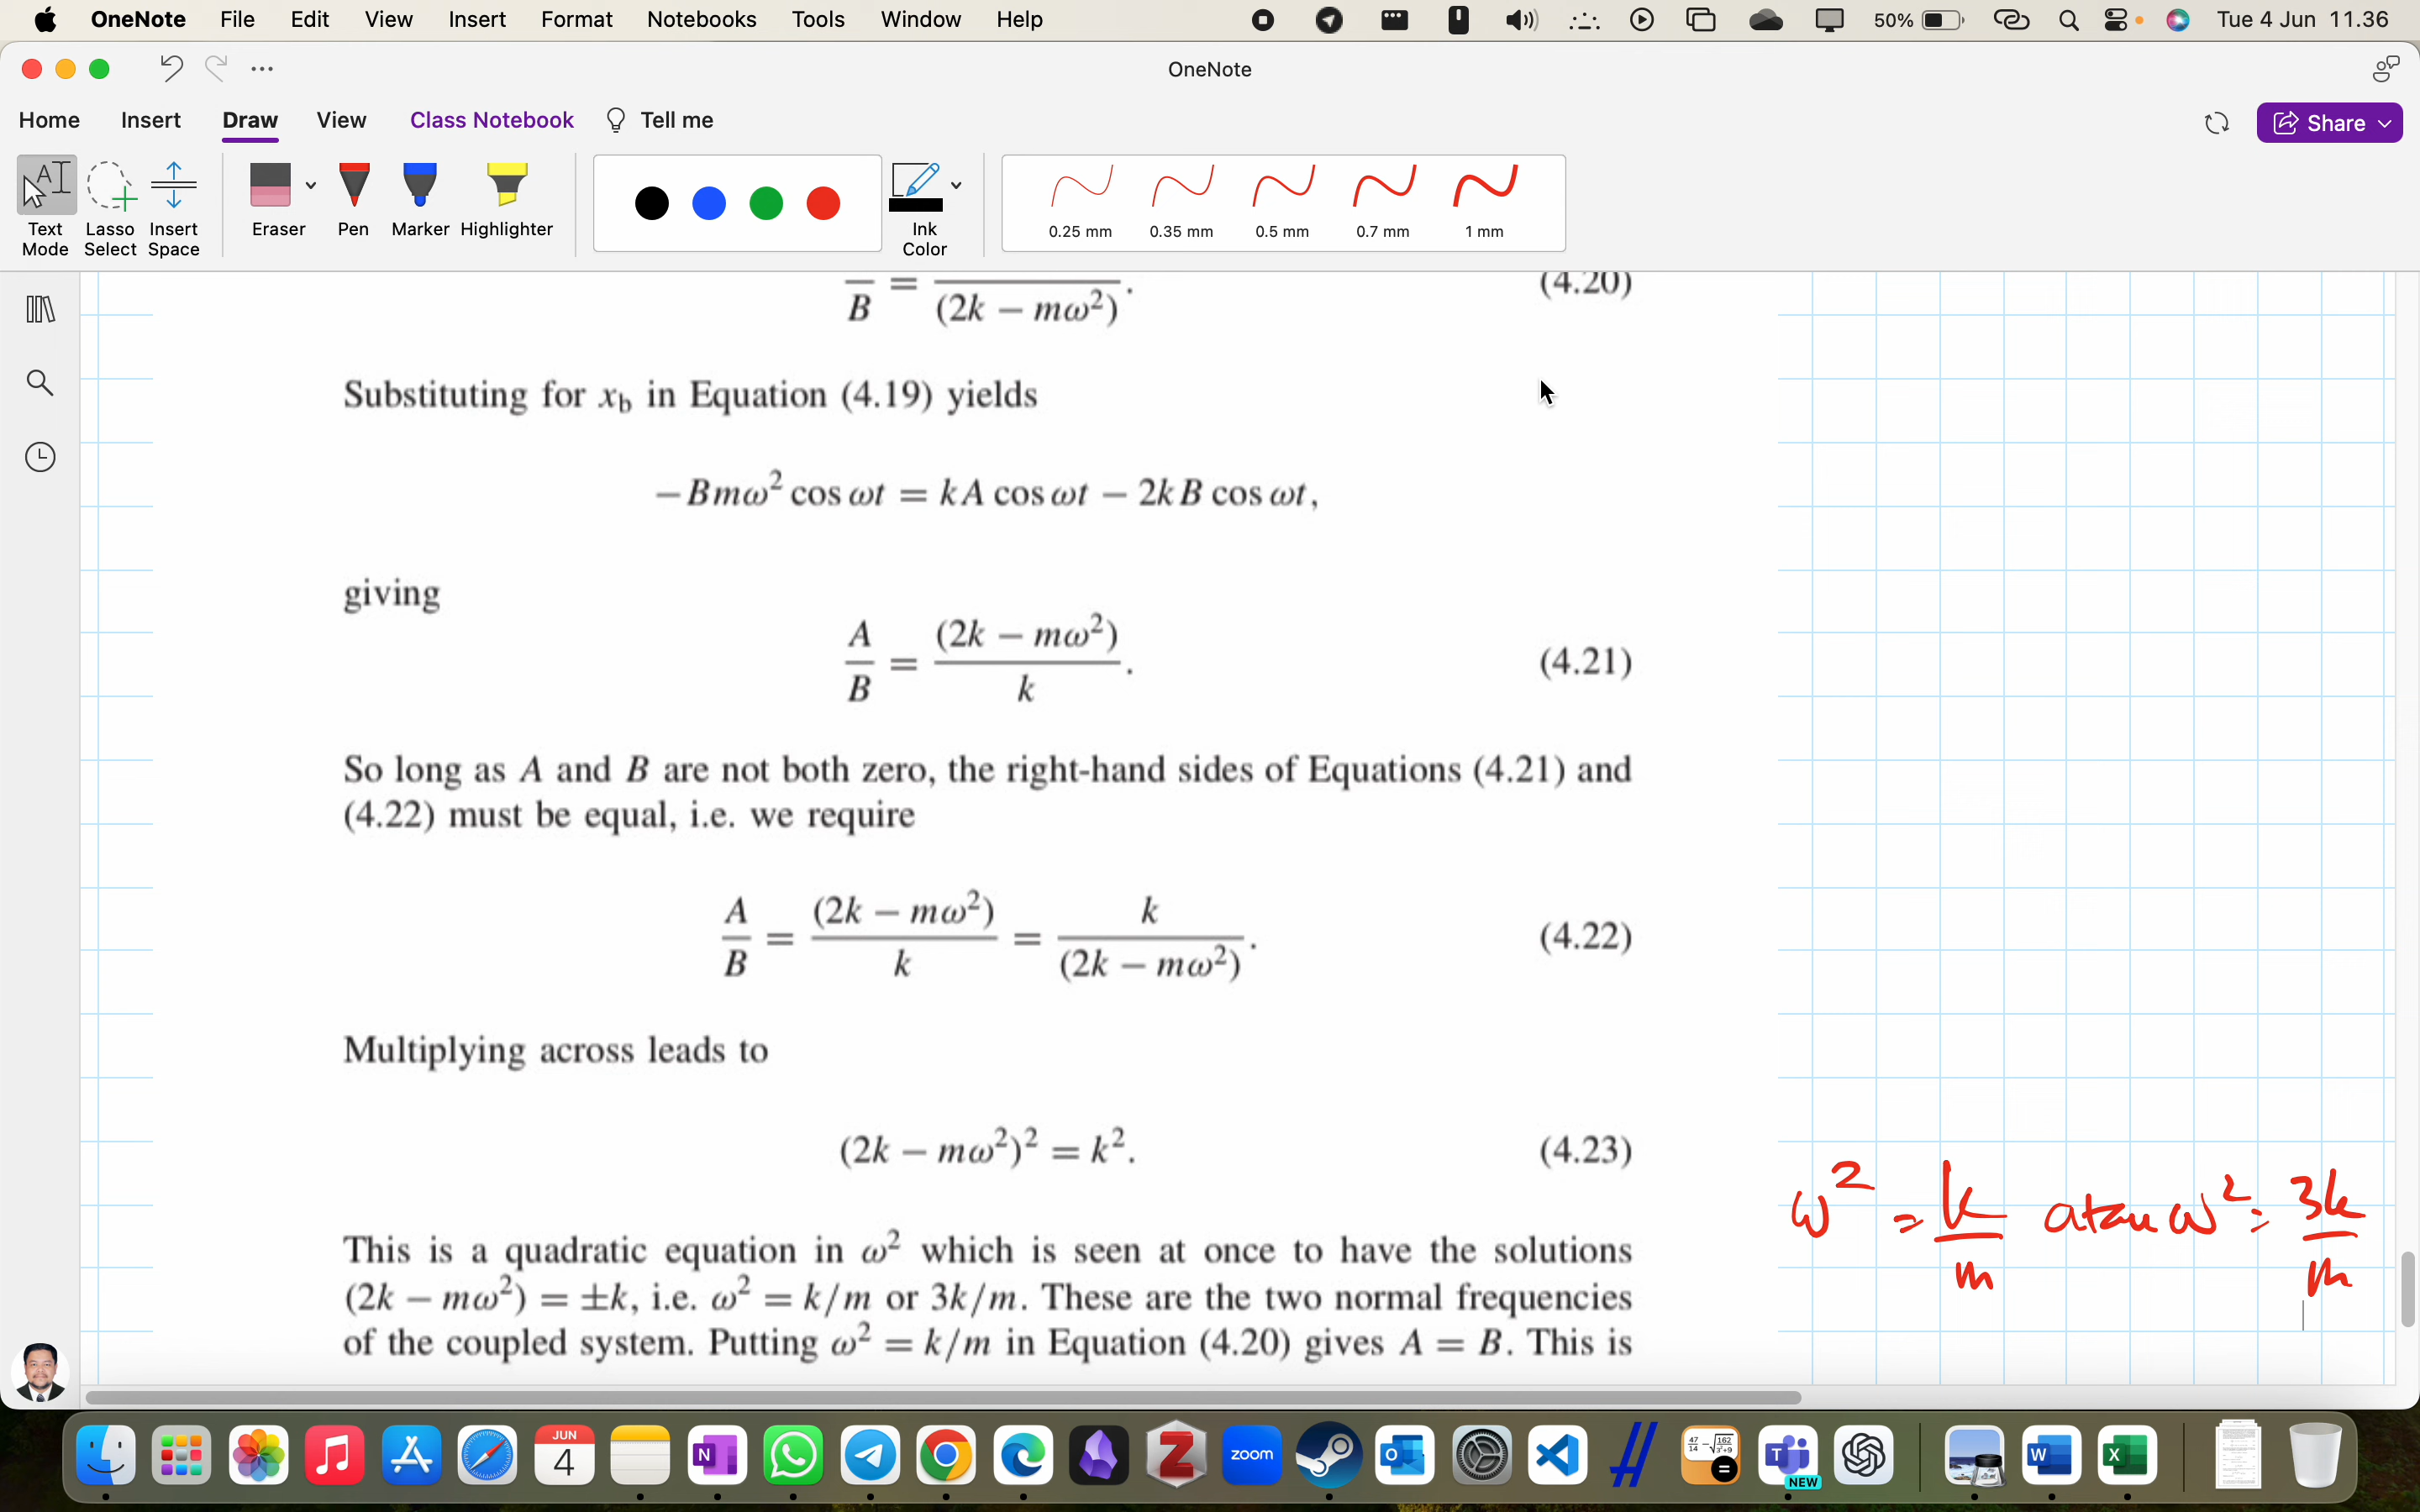 OneNote File Edit View Insert Format Notebooks Tools Window Help 50% Tue 4 Jun 11.36
OneNote
Home Insert Draw View Class Notebook Tell me Share
Text Mode Lasso Select Insert Space Eraser Pen Marker Highlighter Ink Color 0.25 mm 0.35 mm 0.5 mm 0.7 mm 1 mm
B = (2k − mω²). (4.20)
Substituting for x_b in Equation (4.19) yields
−Bmω² cos ωt = kA cos ωt − 2kB cos ωt,
giving
A/B = (2k − mω²)/k. (4.21)
So long as A and B are not both zero, the right-hand sides of Equations (4.21) and
(4.22) must be equal, i.e. we require
A/B = (2k − mω²)/k = k/(2k − mω²). (4.22)
Multiplying across leads to
(2k − mω²)² = k². (4.23)
ω² = k/m atau ω² = 3k/m
This is a quadratic equation in ω² which is seen at once to have the solutions
(2k − mω²) = ±k, i.e. ω² = k/m or 3k/m. These are the two normal frequencies
of the coupled system. Putting ω² = k/m in Equation (4.20) gives A = B. This is
JUN
4
zoom
NEW